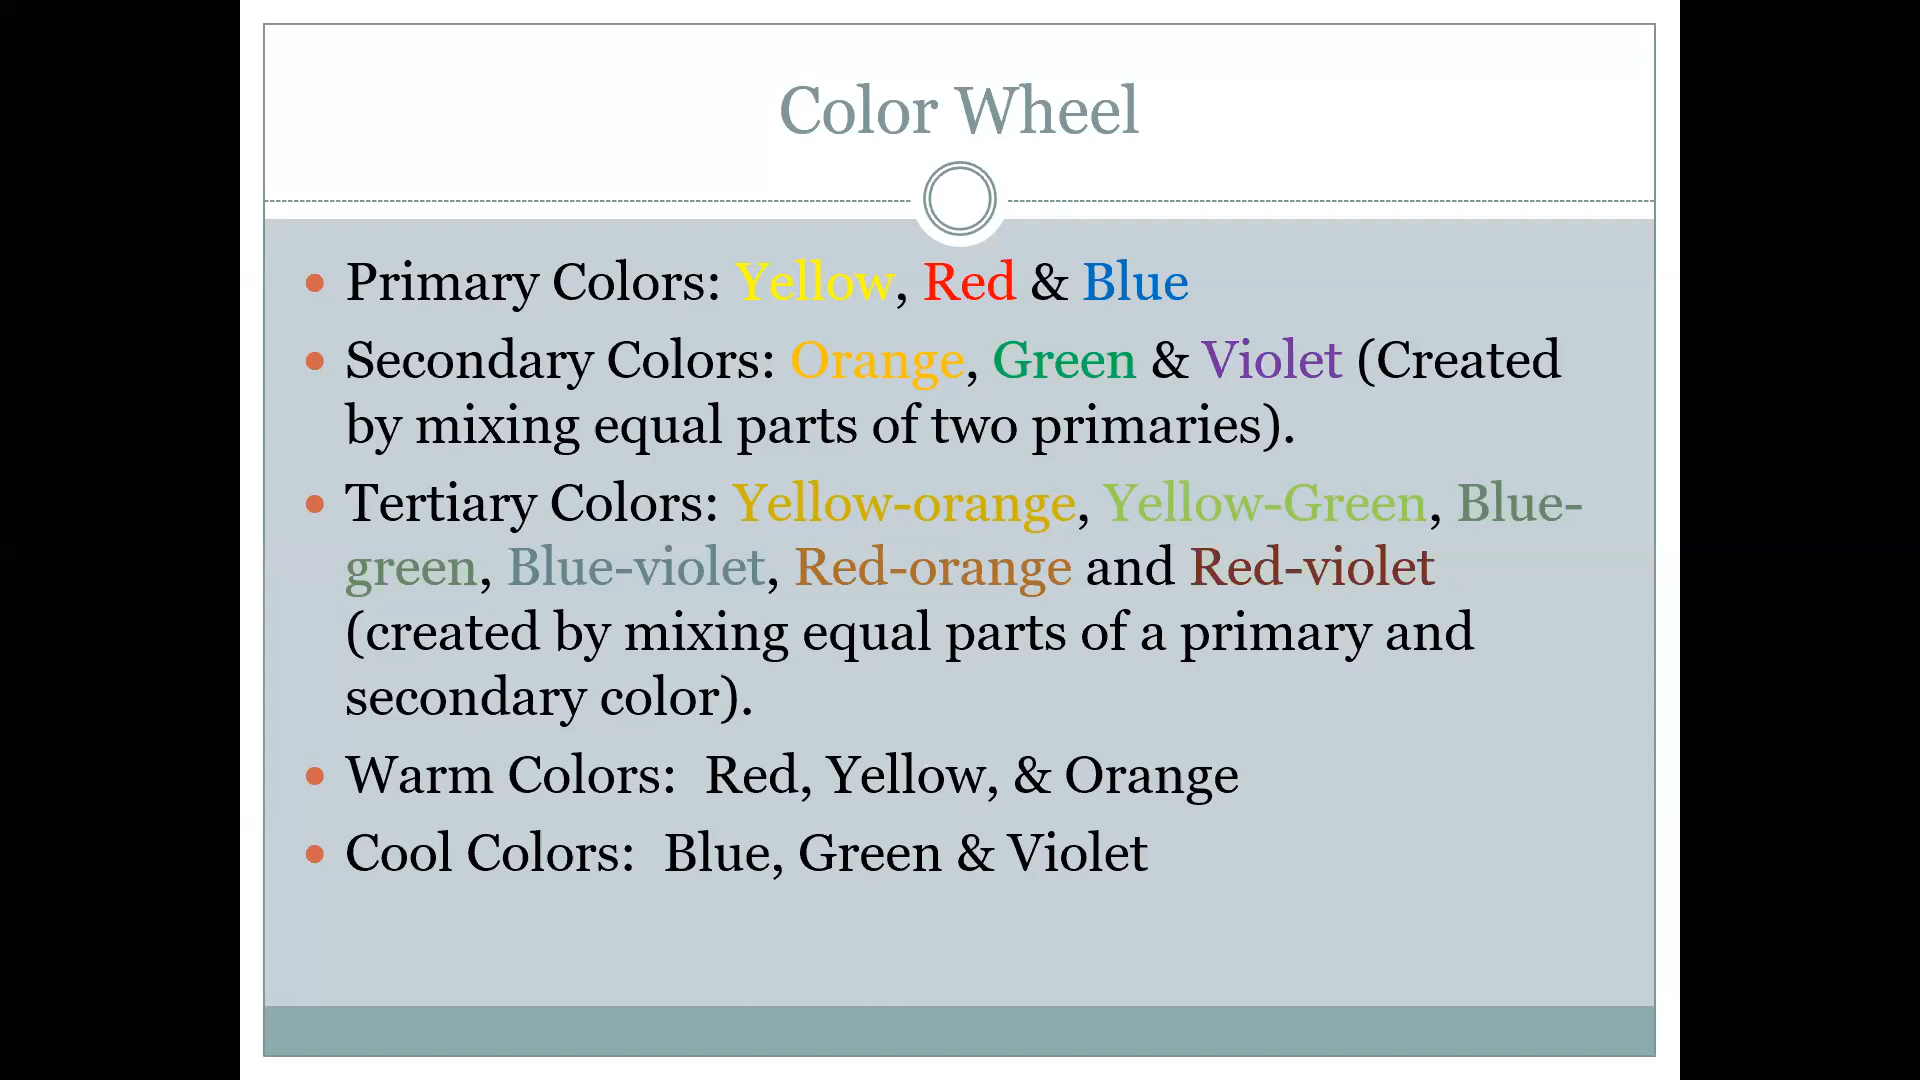 Color Wheel
Primary Colors: Yellow, Red & Blue
Secondary Colors: Orange, Green & Violet (Created
by mixing equal parts of two primaries).
Tertiary Colors: Yellow-orange, Yellow-Green, Blue-
green, Blue-violet, Red-orange and Red-violet
(created by mixing equal parts of a primary and
secondary color).
Warm Colors:  Red, Yellow, & Orange
Cool Colors:  Blue, Green & Violet